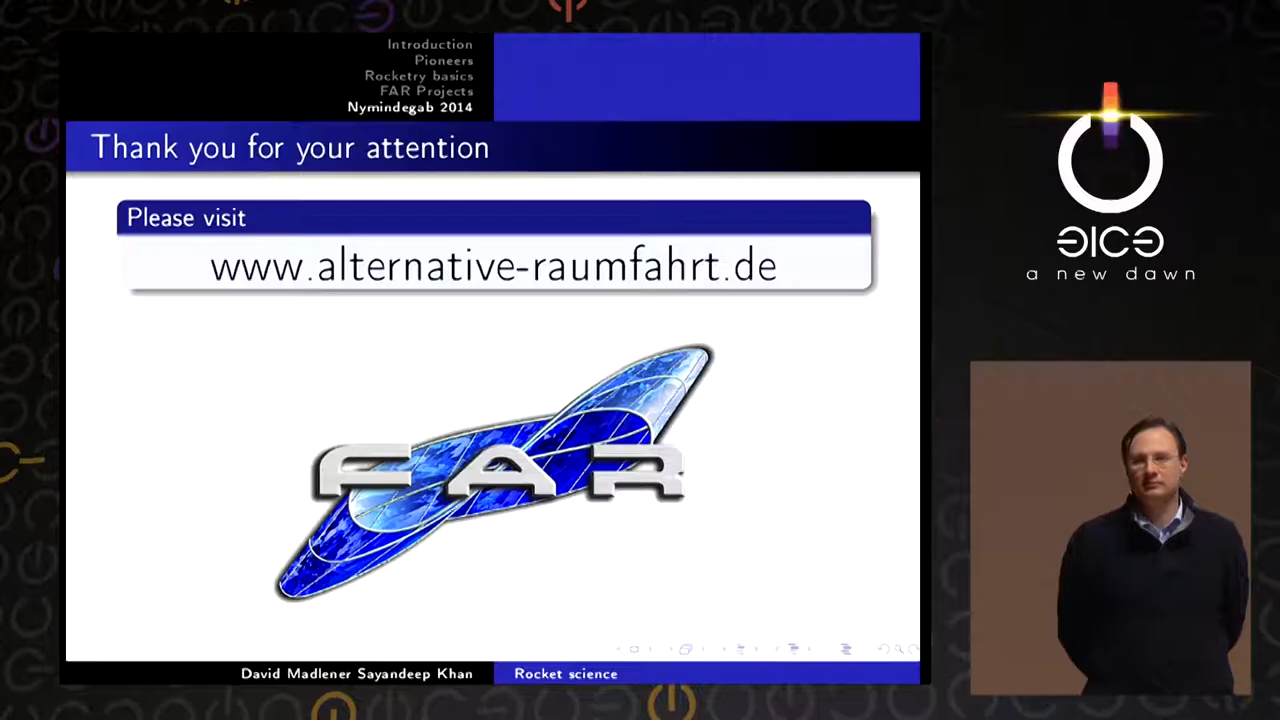 Introduction
Pioneers
Rocketry basics
FAR Projects
Nymindegab 2014
Thank you for your attention
Please visit
www.alternative-raumfahrt.de
FAR
David Madlener Sayandeep Khan
Rocket science
a new dawn